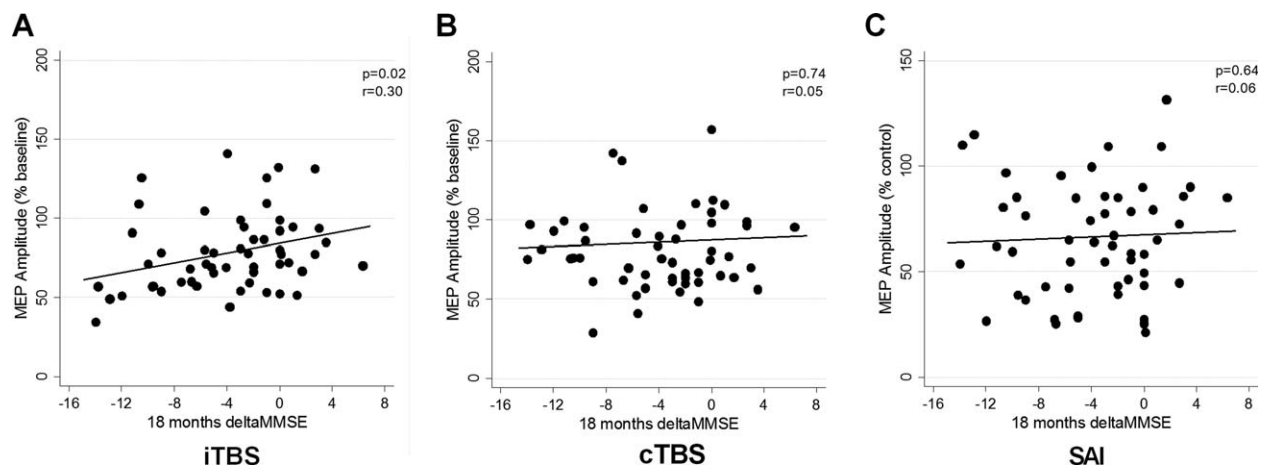 A
p=0.02
r=0.30
MEP Amplitude (% baseline)
200
150
100
50
0
-16 -12 -8 -4 0 4 8
18 months deltaMMSE
iTBS
B
p=0.74
r=0.05
MEP Amplitude (% baseline)
200
150
100
50
0
-16 -12 -8 -4 0 4 8
18 months deltaMMSE
cTBS
C
p=0.64
r=0.06
MEP Amplitude (% control)
150
100
50
0
-16 -12 -8 -4 0 4 8
18 months deltaMMSE
SAI